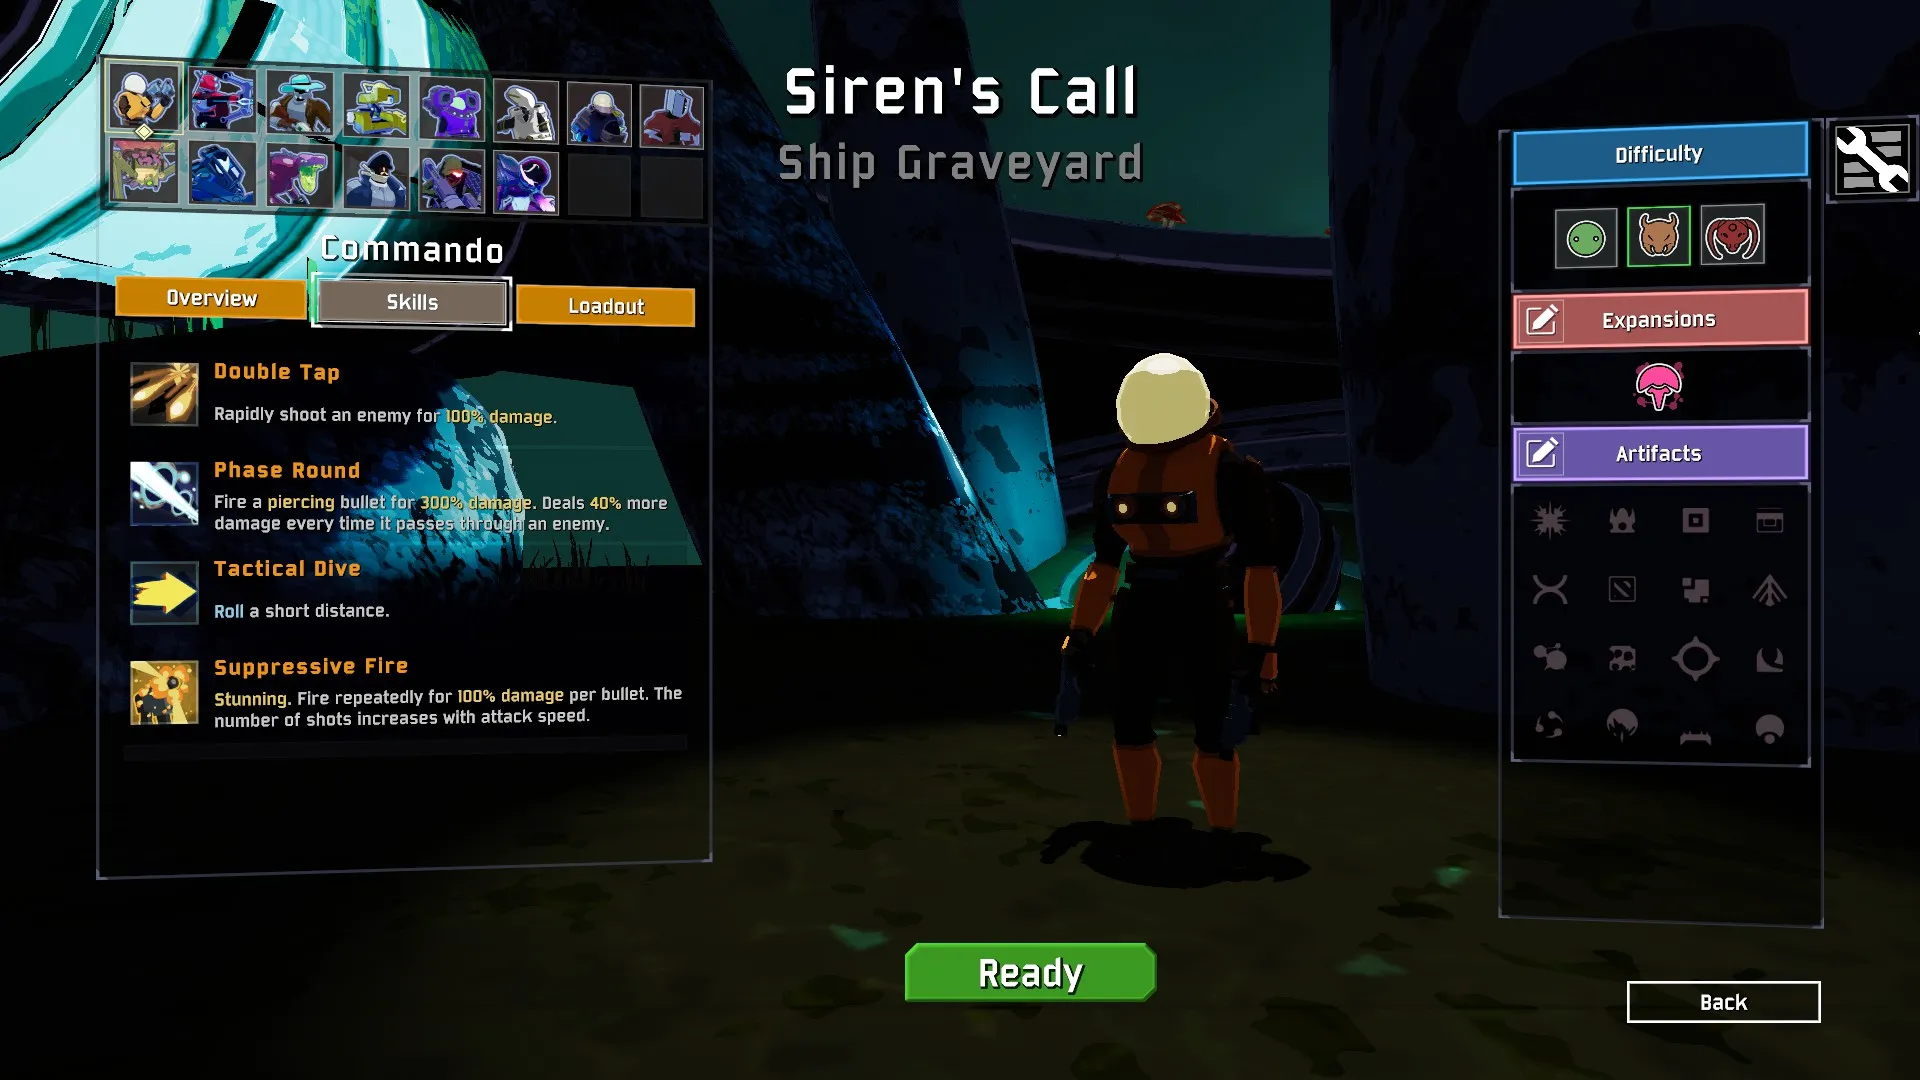 Siren's Call
Ship Graveyard
Commando
Overview
Skills
Loadout
Double Tap
Rapidly shoot an enemy for 100% damage.
Phase Round
Fire a piercing bullet for 300% damage. Deals 40% more
damage every time it passes through an enemy.
Tactical Dive
Roll a short distance.
Suppressive Fire
Stunning. Fire repeatedly for 100% damage per bullet. The
number of shots increases with attack speed.
Difficulty
Expansions
Artifacts
Ready
Back